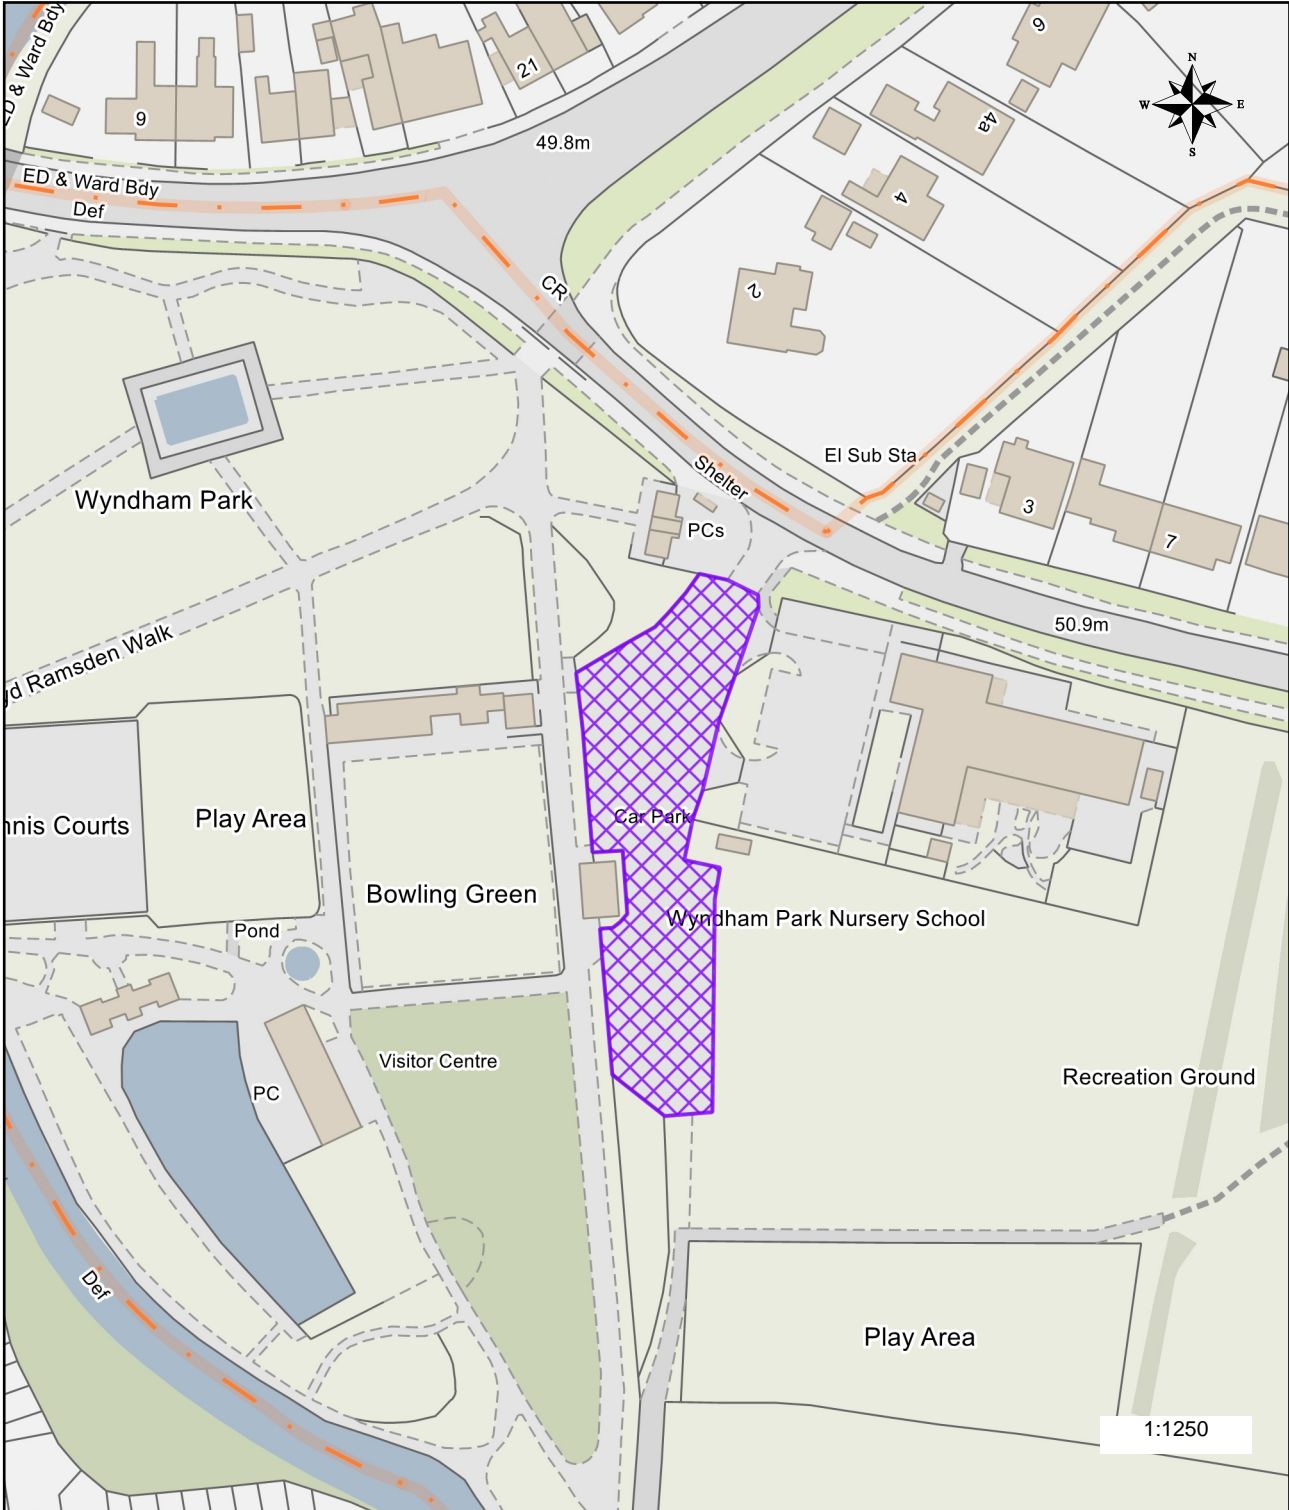 ED & Ward Bdy
9
21
49.8m
9
4a
4
2
N
W
E
S
ED & Ward Bdy
Def
CR
Shelter
El Sub Sta
PCs
3
7
50.9m
Wyndham Park
yd Ramsden Walk
nnis Courts
Play Area
Car Park
Bowling Green
Wyndham Park Nursery School
Pond
Visitor Centre
PC
Recreation Ground
Def
Play Area
1:1250